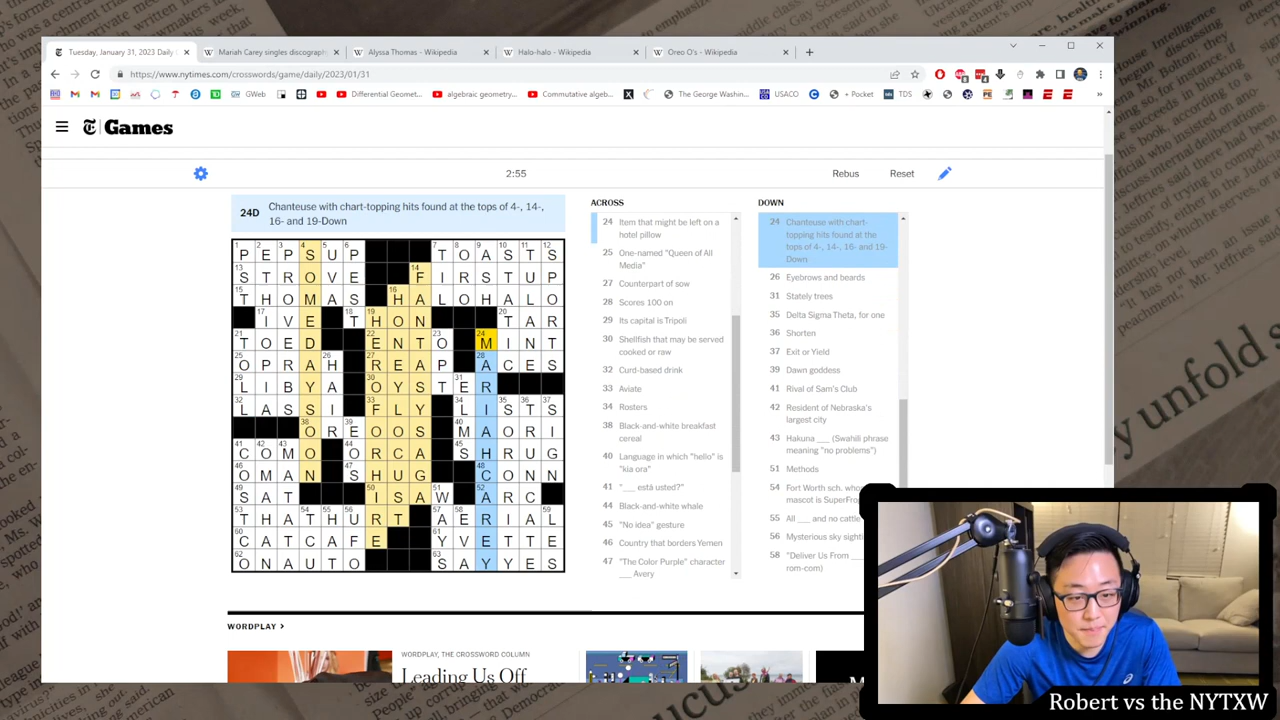 Tuesday, January 31, 2023 Daily
Mariah Carey singles discograph
Alyssa Thomas - Wikipedia
Halo-halo - Wikipedia
Oreo O's - Wikipedia
https://www.nytimes.com/crosswords/game/daily/2023/01/31
GWeb
Differential Geomet...
algebraic geometry...
Commutative algeb...
The George Washin...
USACO
+ Pocket
TDS
Games
2:55
Rebus
Reset
24D
Chanteuse with chart-topping hits found at the tops of 4-, 14-,
16- and 19-Down
ACROSS
24 Item that might be left on a
hotel pillow
25 One-named "Queen of All
Media"
27 Counterpart of sow
28 Scores 100 on
29 Its capital is Tripoli
30 Shellfish that may be served
cooked or raw
32 Curd-based drink
33 Aviate
34 Rosters
38 Black-and-white breakfast
cereal
40 Language in which "hello" is
"kia ora"
41 "___ está usted?"
44 Black-and-white whale
45 "No idea" gesture
46 Country that borders Yemen
47 "The Color Purple" character
___ Avery
DOWN
24 Chanteuse with chart-
topping hits found at the
tops of 4-, 14-, 16- and 19-
Down
26 Eyebrows and beards
31 Stately trees
35 Delta Sigma Theta, for one
36 Shorten
37 Exit or Yield
39 Dawn goddess
41 Rival of Sam's Club
42 Resident of Nebraska's
largest city
43 Hakuna ___ (Swahili phrase
meaning "no problems")
51 Methods
54 Fort Worth sch. whos
mascot is SuperFrog
55 All ___ and no cattle
56 Mysterious sky sighti
58 "Deliver Us From ___
rom-com)
PEPSUP TOASTS
STROVE FIRSTUP
THOMAS HALOHALO
IVE THON TAR
TOED ENTO MINT
OPRAH REAP ACES
LIBYA OYSTER
LASSI FLY LISTS
OREOOOS MAORI
COMO ORCA SHRUG
OMAN SHUG CONN
SAT ISAW ARC
THATHURT AERIAL
CATCAFE YVETTE
ONAUTO SAYYES
WORDPLAY >
WORDPLAY, THE CROSSWORD COLUMN
Leading Us Off
Robert vs the NYTXW